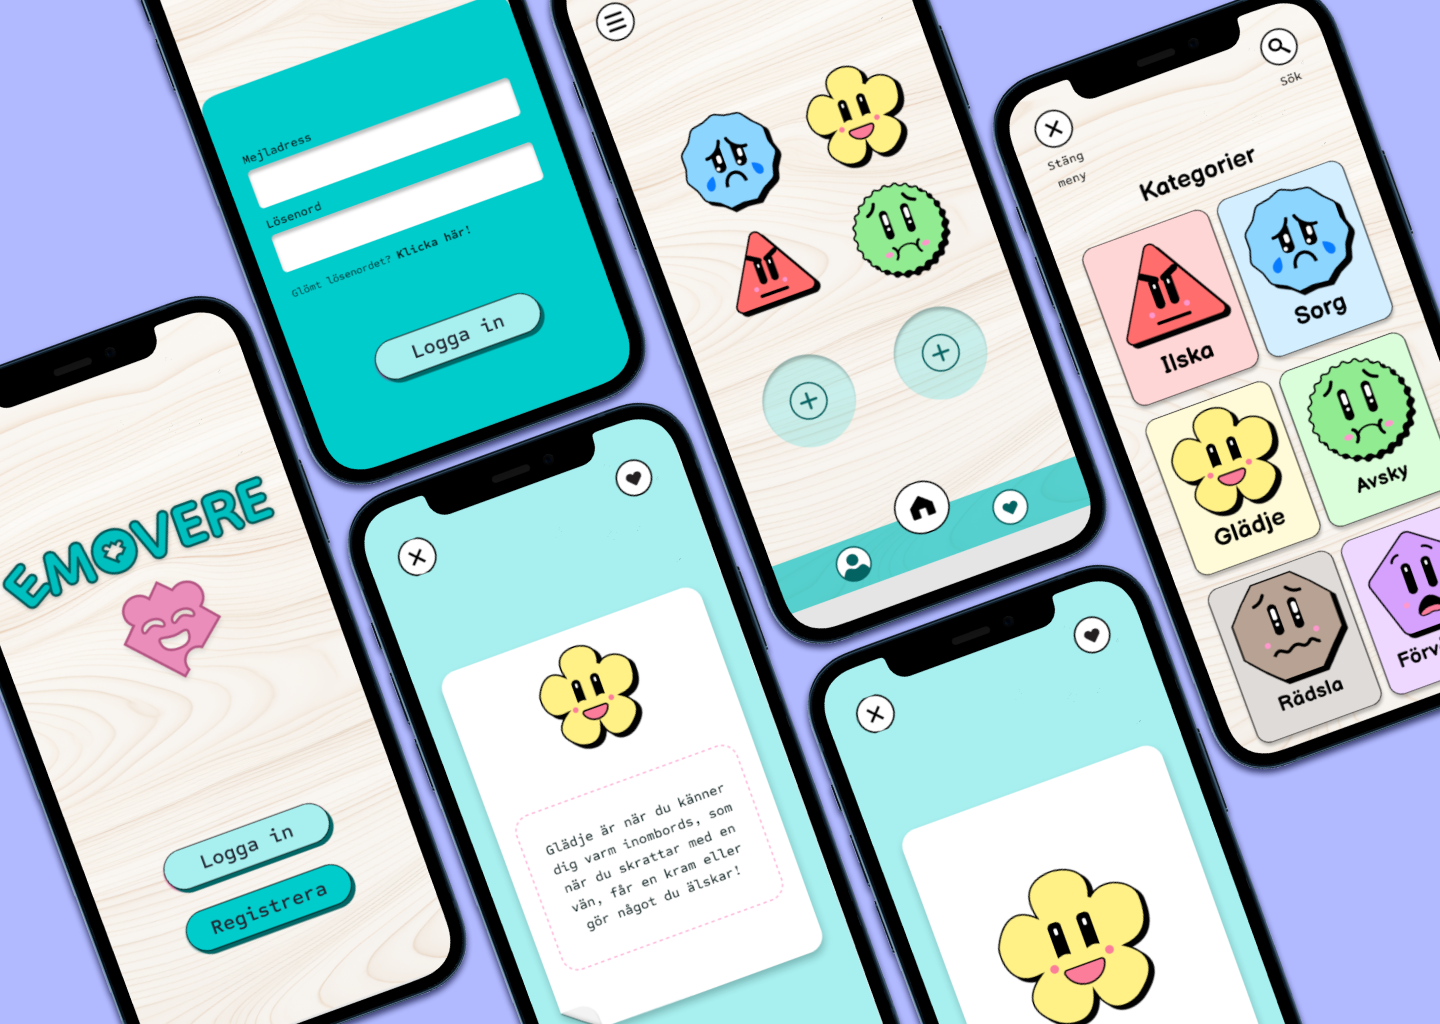 Mejladress
Lösenord
Glömt lösenordet? Klicka här!
Logga in
EMOVERE
Logga in
Registrera
Glädje är när du känner
dig varm inombords, som
när du skrattar med en
vän, får en kram eller
gör något du älskar!
Sök
Stäng
meny
Kategorier
Ilska
Sorg
Glädje
Avsky
Rädsla